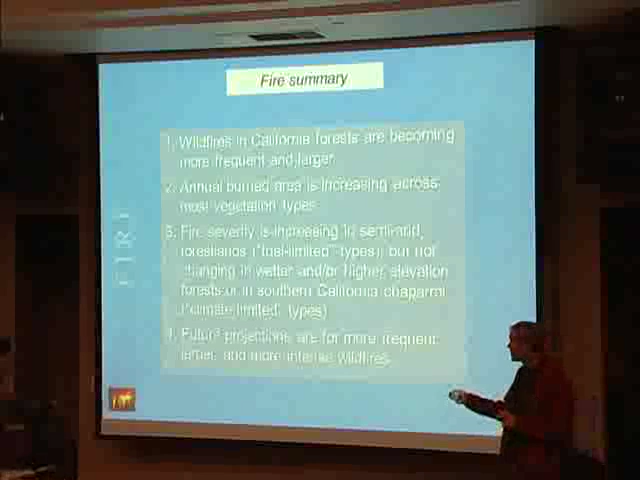 Fire summary
1. Wildfires in California forests are becoming
more frequent and larger.
2. Annual burned area is increasing across
most vegetation types.
3. Fire severity is increasing in semi-arid,
forestlands ("fuel-limited" types), but not
changing in wetter and/or higher elevation
forests or in southern California chaparral
("climate limited" types)
4. Future projections are for more frequent,
larger, and more intense wildfires.
FIRE